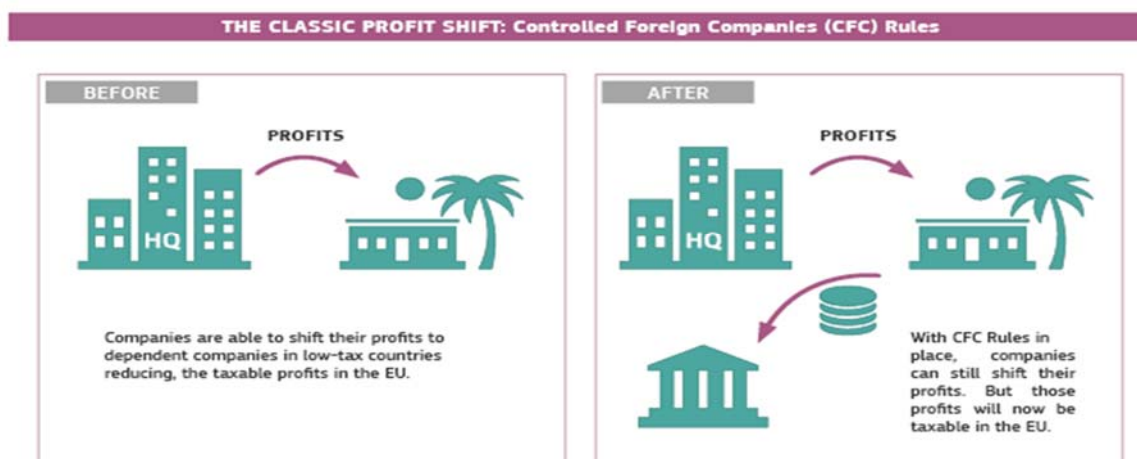 THE CLASSIC PROFIT SHIFT: Controlled Foreign Companies (CFC) Rules
BEFORE
PROFITS
HQ
Companies are able to shift their profits to
dependent companies in low-tax countries
reducing, the taxable profits in the EU.
AFTER
PROFITS
HQ
With CFC Rules in
place, companies
can still shift their
profits. But those
profits will now be
taxable in the EU.